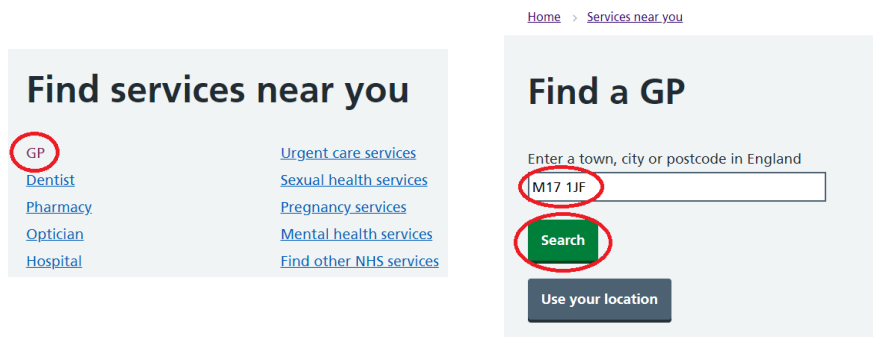 Find services near you
GP
Dentist
Pharmacy
Optician
Hospital
Urgent care services
Sexual health services
Pregnancy services
Mental health services
Find other NHS services
Home > Services near you
Find a GP
Enter a town, city or postcode in England
M17 1JF
Search
Use your location